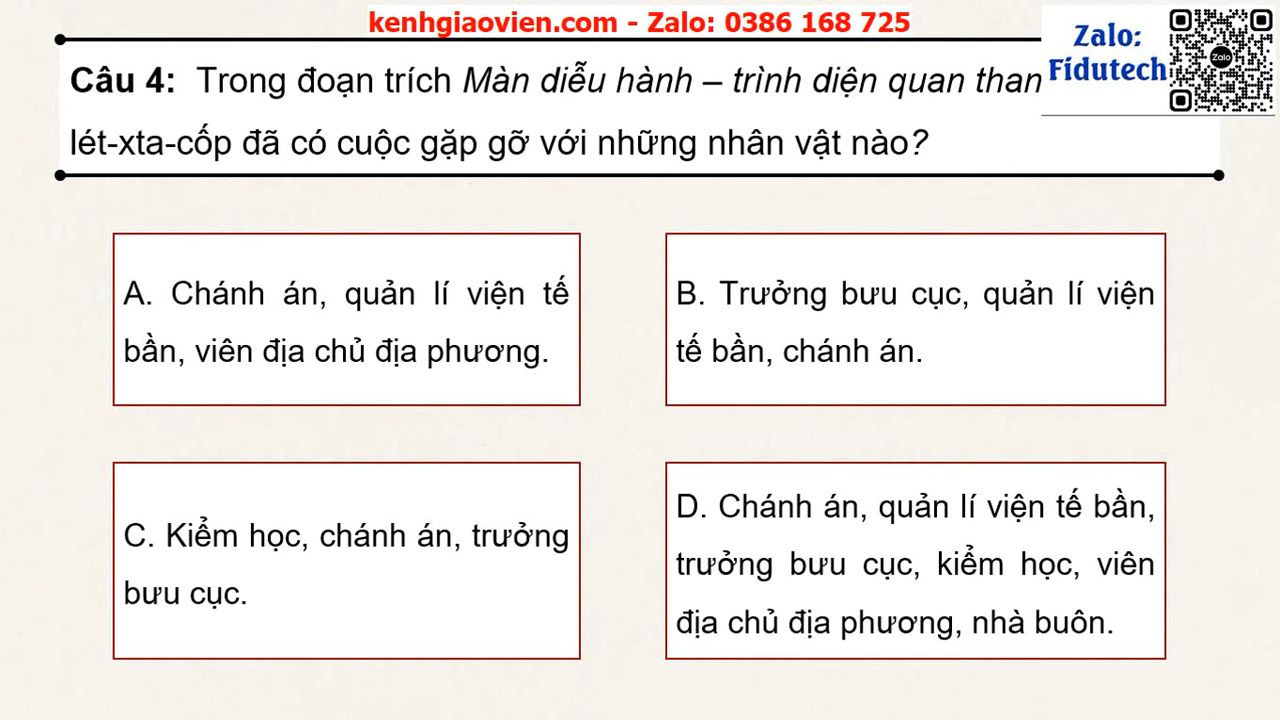 kenhgiaovien.com - Zalo: 0386 168 725
Zalo:
Fidutech
Zalo
Câu 4: Trong đoạn trích Màn diễu hành – trình diện quan than
lét-xta-cốp đã có cuộc gặp gỡ với những nhân vật nào?
A. Chánh án, quản lí viện tế
bần, viên địa chủ địa phương.
B. Trưởng bưu cục, quản lí viện
tế bần, chánh án.
C. Kiểm học, chánh án, trưởng
bưu cục.
D. Chánh án, quản lí viện tế bần,
trưởng bưu cục, kiểm học, viên
địa chủ địa phương, nhà buôn.